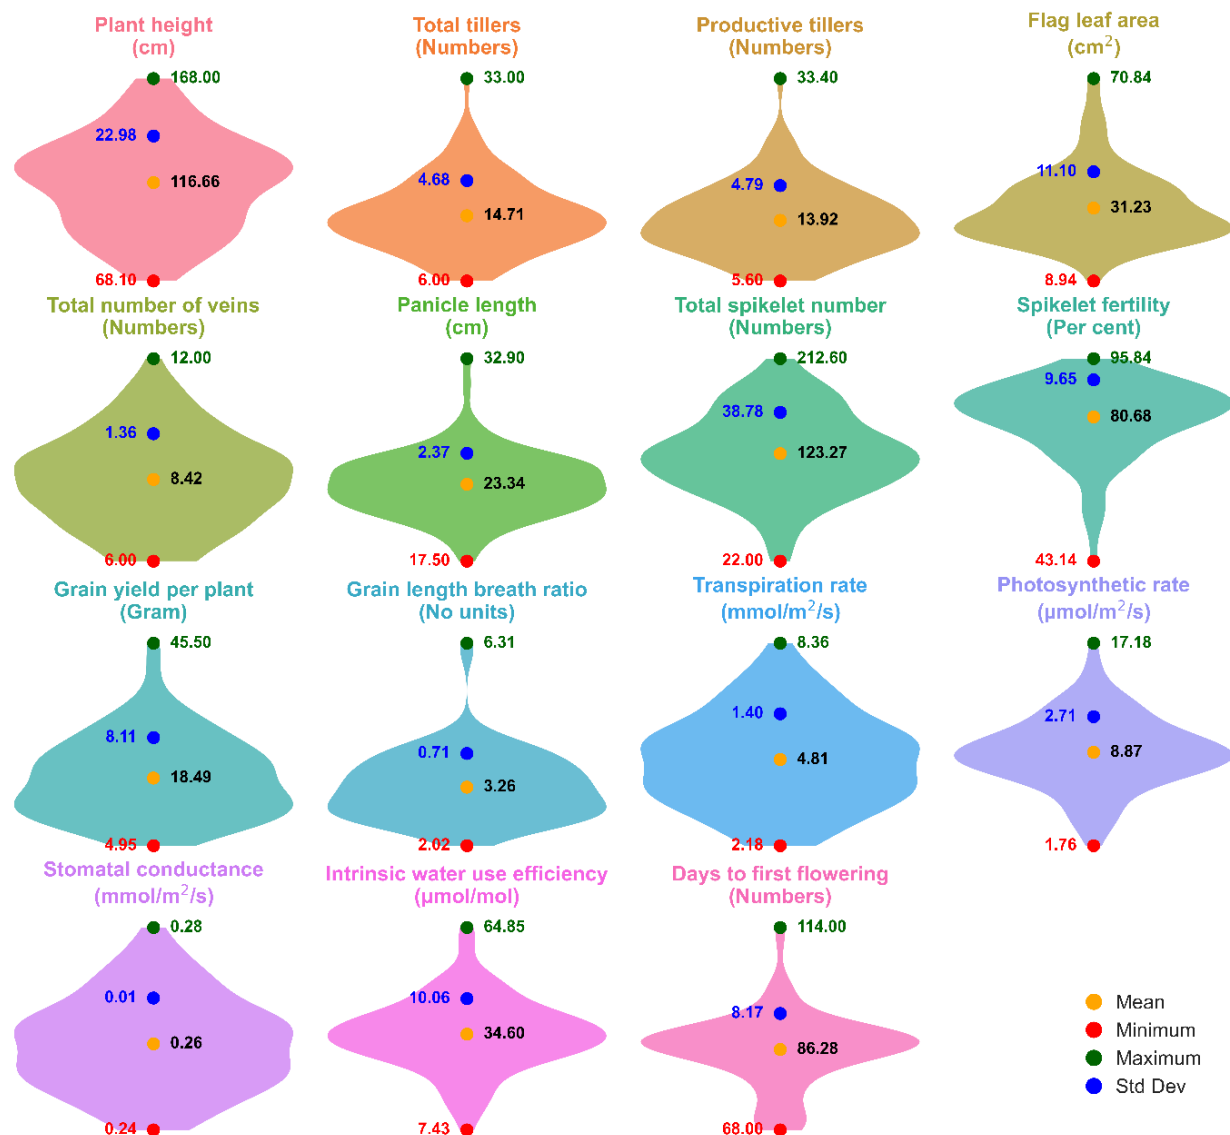 Plant height
(cm)
168.00
22.98
116.66
68.10
Total tillers
(Numbers)
33.00
4.68
14.71
6.00
Productive tillers
(Numbers)
33.40
4.79
13.92
5.60
Flag leaf area
(cm²)
70.84
11.10
31.23
8.94
Total number of veins
(Numbers)
12.00
1.36
8.42
6.00
Panicle length
(cm)
32.90
2.37
23.34
17.50
Total spikelet number
(Numbers)
212.60
38.78
123.27
22.00
Spikelet fertility
(Per cent)
95.84
9.65
80.68
43.14
Grain yield per plant
(Gram)
45.50
8.11
18.49
4.95
Grain length breath ratio
(No units)
6.31
0.71
3.26
2.02
Transpiration rate
(mmol/m²/s)
8.36
1.40
4.81
2.18
Photosynthetic rate
(μmol/m²/s)
17.18
2.71
8.87
1.76
Stomatal conductance
(mmol/m²/s)
0.28
0.01
0.26
0.24
Intrinsic water use efficiency
(μmol/mol)
64.85
10.06
34.60
7.43
Days to first flowering
(Numbers)
114.00
8.17
86.28
68.00
Mean
Minimum
Maximum
Std Dev